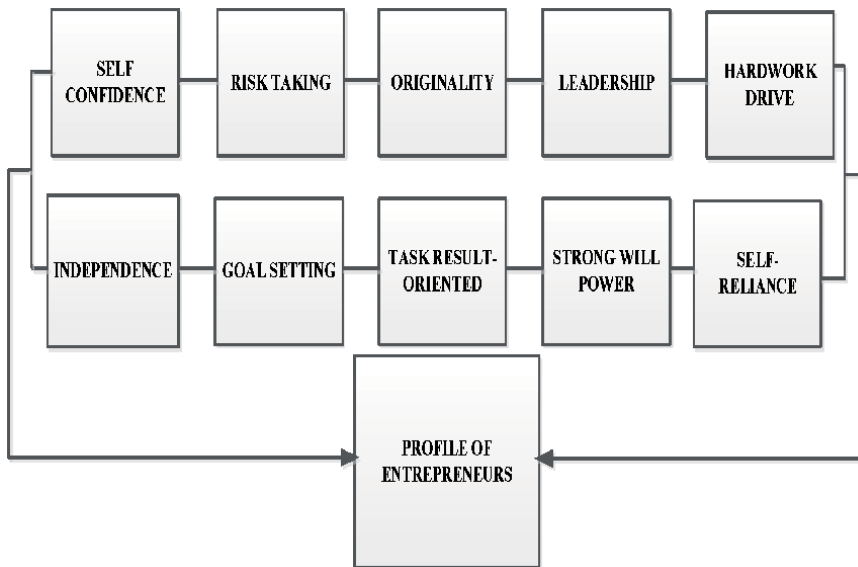 SELF
CONFIDENCE
RISK TAKING
ORIGINALITY
LEADERSHIP
HARDWORK
DRIVE
INDEPENDENCE
GOAL SETTING
TASK RESULT-
ORIENTED
STRONG WILL
POWER
SELF-
RELIANCE
PROFILE OF
ENTREPRENEURS